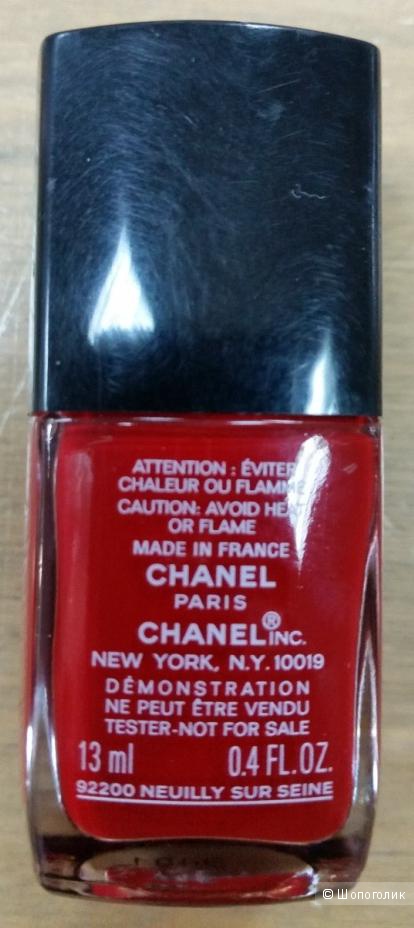 ATTENTION : ÉVITER
CHALEUR OU FLAMME
CAUTION: AVOID HEAT
OR FLAME
MADE IN FRANCE
CHANEL
PARIS
CHANEL® INC.
NEW YORK, N.Y. 10019
DÉMONSTRATION
NE PEUT ÊTRE VENDU
TESTER-NOT FOR SALE
13 ml 0.4 FL.OZ.
92200 NEUILLY SUR SEINE
© Шопоголик